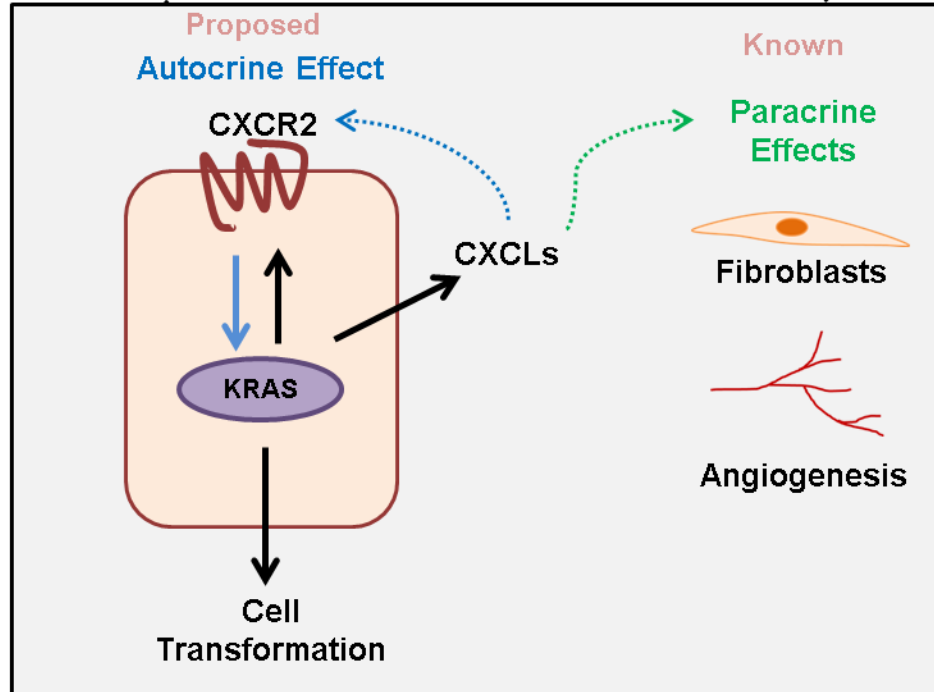 Proposed
Autocrine Effect
CXCR2
KRAS
Cell
Transformation
CXCLs
Known
Paracrine
Effects
Fibroblasts
Angiogenesis